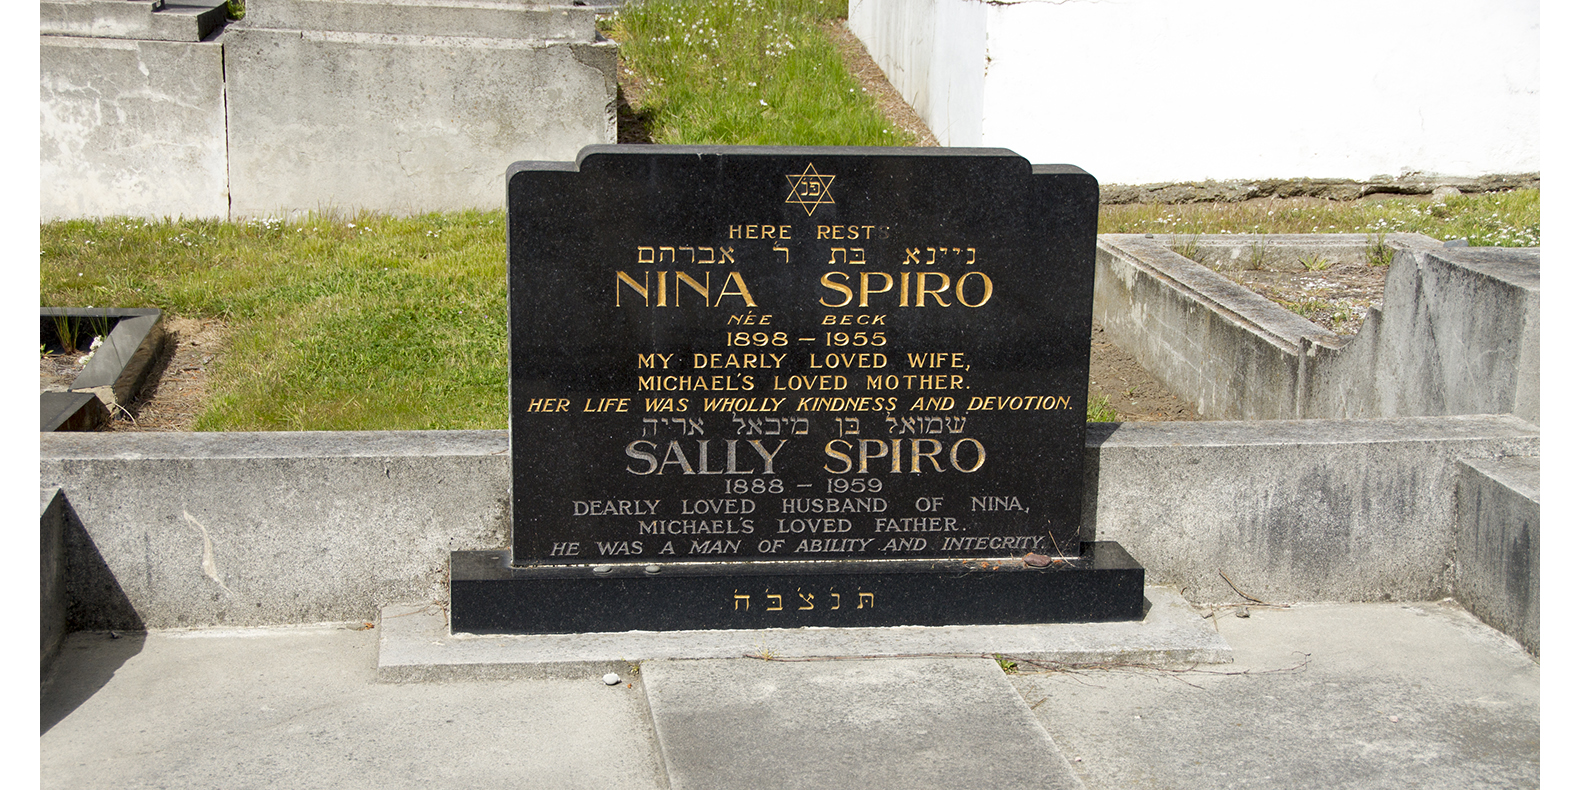 פ׳נ׳
HERE RESTS
ניינא בת ר׳ אברהם
NINA SPIRO
NÉE BECK
1898 – 1955
MY DEARLY LOVED WIFE,
MICHAEL'S LOVED MOTHER.
HER LIFE WAS WHOLLY KINDNESS AND DEVOTION.
שמואל בן מיכאל אריה
SALLY SPIRO
1888 – 1959
DEARLY LOVED HUSBAND OF NINA,
MICHAEL'S LOVED FATHER.
HE WAS A MAN OF ABILITY AND INTEGRITY.
ת׳ נ׳ צ׳ ב׳ ה׳